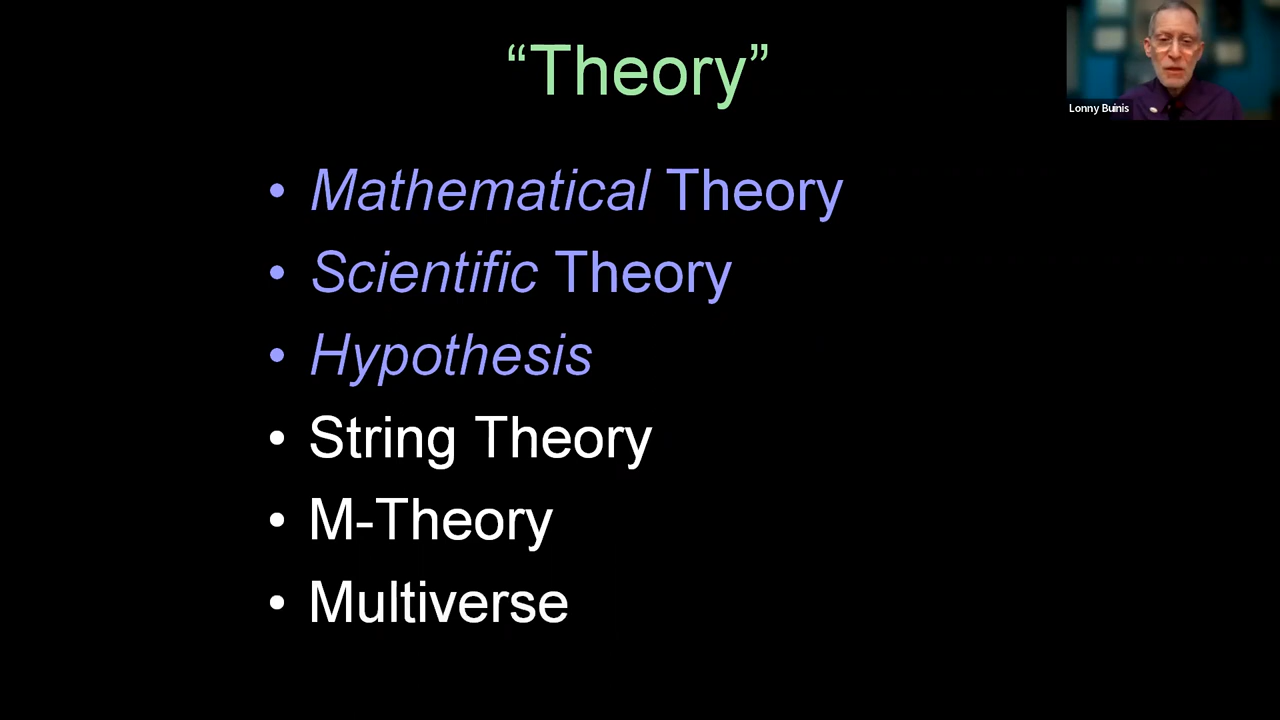 “Theory”
Lonny Buinis
• Mathematical Theory
• Scientific Theory
• Hypothesis
• String Theory
• M-Theory
• Multiverse